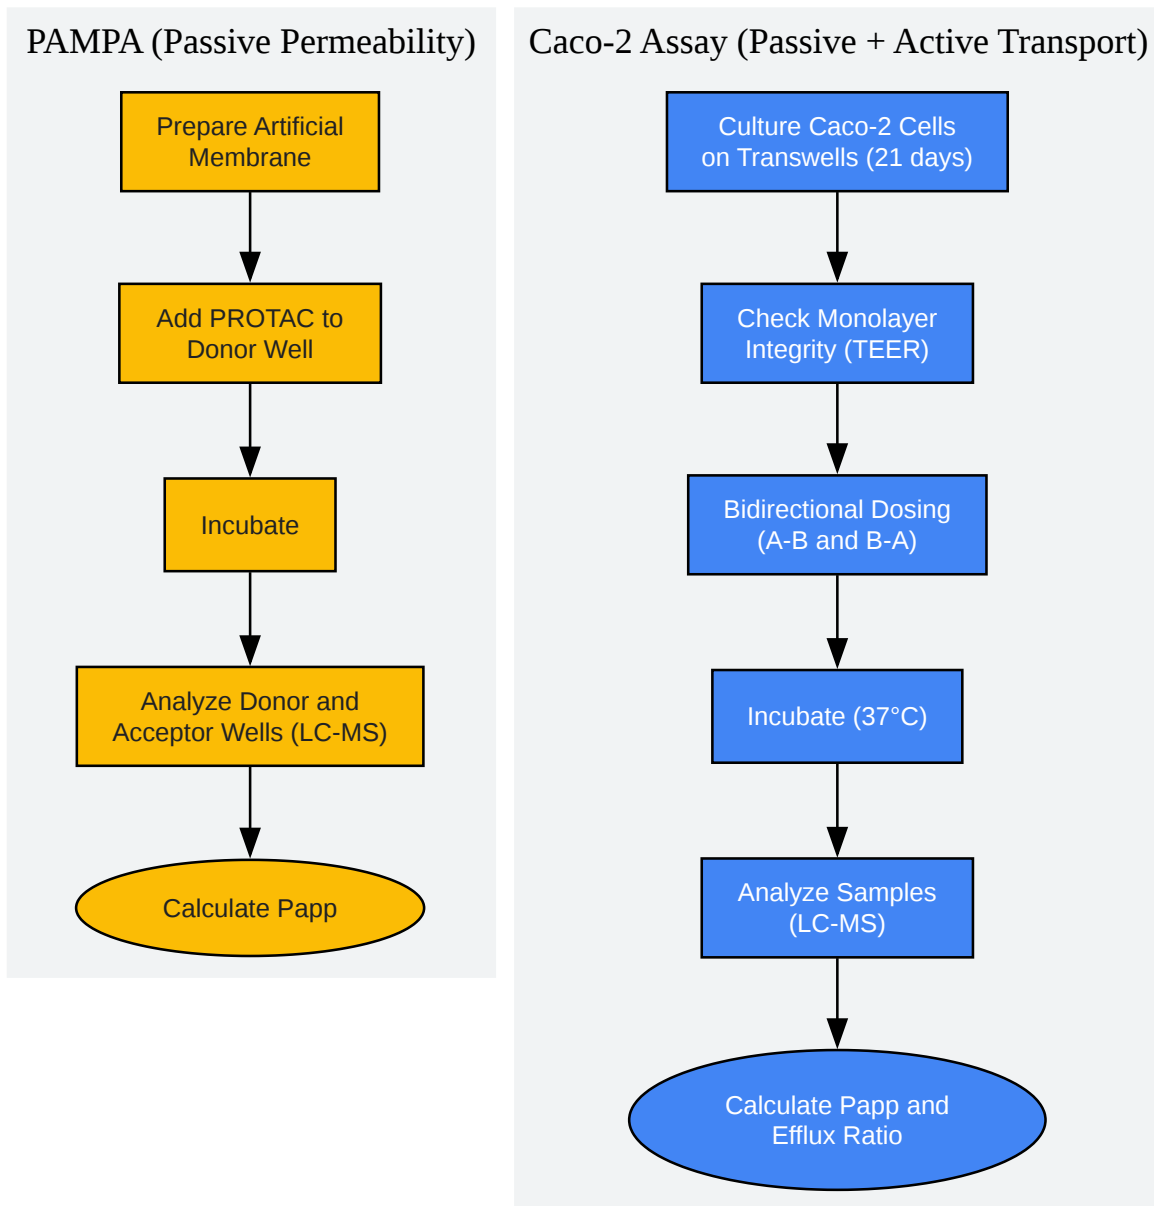 PAMPA (Passive Permeability)
Prepare Artificial
Membrane
Add PROTAC to
Donor Well
Incubate
Analyze Donor and
Acceptor Wells (LC-MS)
Calculate Papp
Caco-2 Assay (Passive + Active Transport)
Culture Caco-2 Cells
on Transwells (21 days)
Check Monolayer
Integrity (TEER)
Bidirectional Dosing
(A-B and B-A)
Incubate (37°C)
Analyze Samples
(LC-MS)
Calculate Papp and
Efflux Ratio